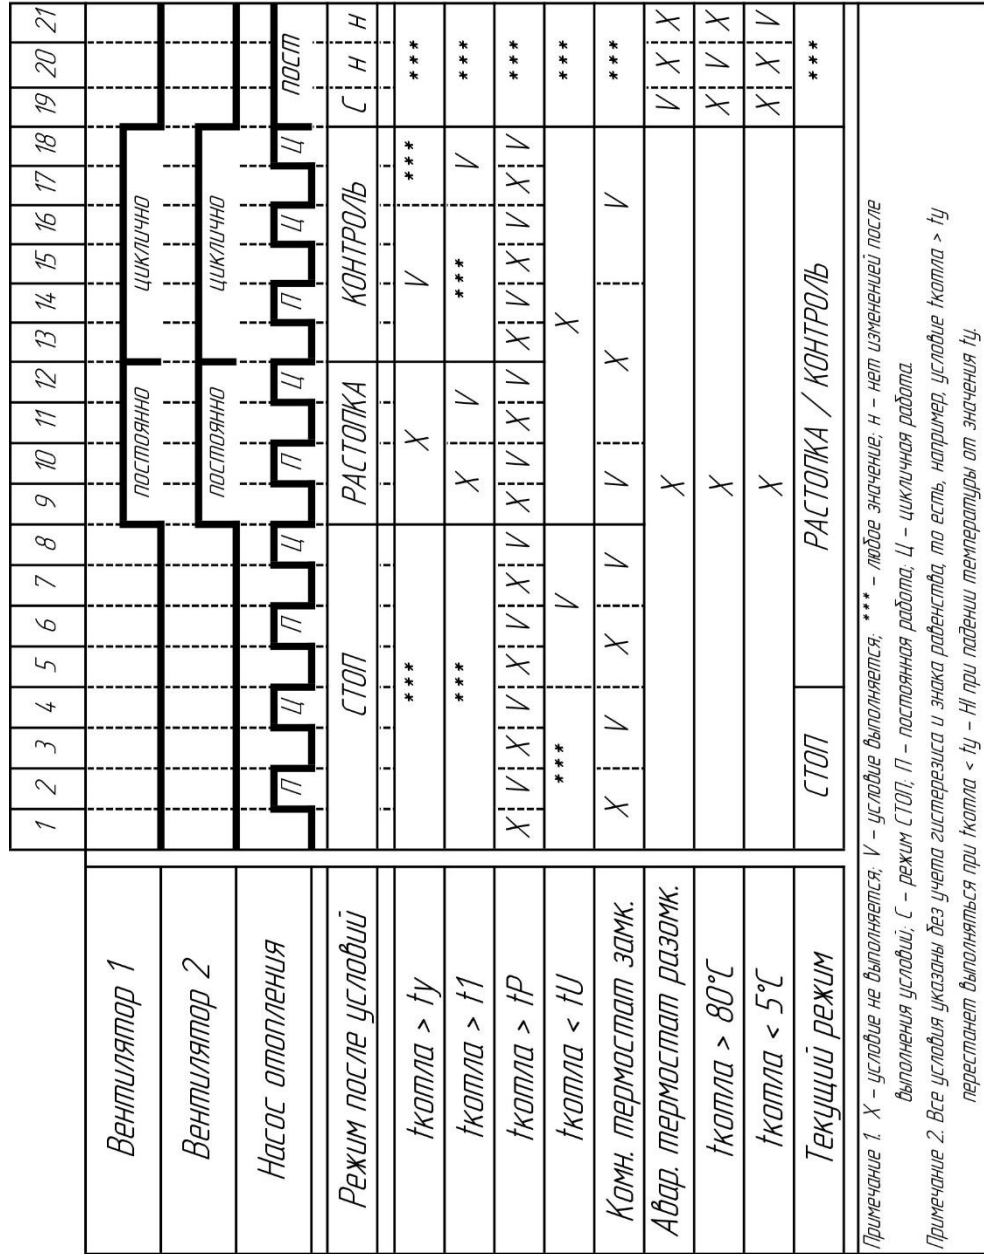 1 2 3 4 5 6 7 8 9 10 11 12 13 14 15 16 17 18 19 20 21
Вентилятор 1 постоянно циклично
Вентилятор 2 постоянно циклично
Насос отопления П Ц П Ц П Ц П Ц Ц пост
Режим после условий СТОП РАСТОПКА КОНТРОЛЬ С н н
tкотла > tу *** X V *** ***
tкотла > t1 *** X V *** V ***
tкотла > tP X V X V X V X V X V X V X V X V X V ***
tкотла < tU *** V X ***
Комн. термостат замк. X V X V V X V ***
Авар. термостат разомк. X V X X
tкотла > 80°С X X V X
tкотла < 5°С X X X V
Текущий режим СТОП РАСТОПКА / КОНТРОЛЬ ***
Примечание 1. X – условие не выполняется; V – условие выполняется; *** – любое значение; н – нет изменений после
выполнения условий; С – режим СТОП; П – постоянная работа; Ц – цикличная работа.
Примечание 2. Все условия указаны без учета гистерезиса и знака равенства, то есть, например, условие tкотла > tу
перестанет выполняться при tкотла < tу – HI при падении температуры от значения tу.